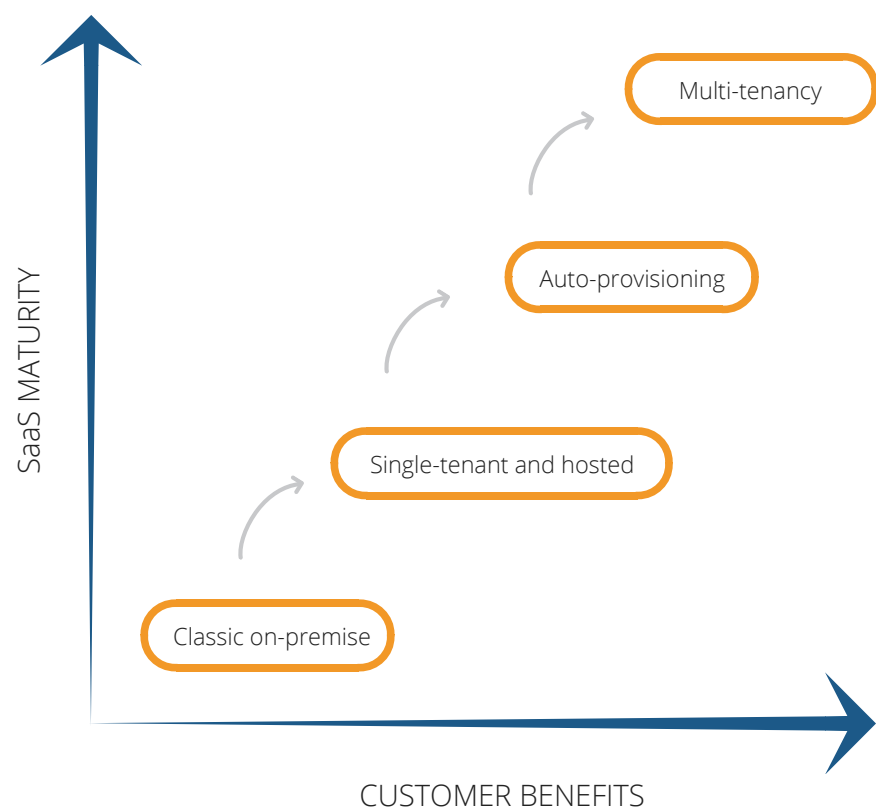 Multi-tenancy
Auto-provisioning
SaaS MATURITY
Single-tenant and hosted
Classic on-premise
CUSTOMER BENEFITS